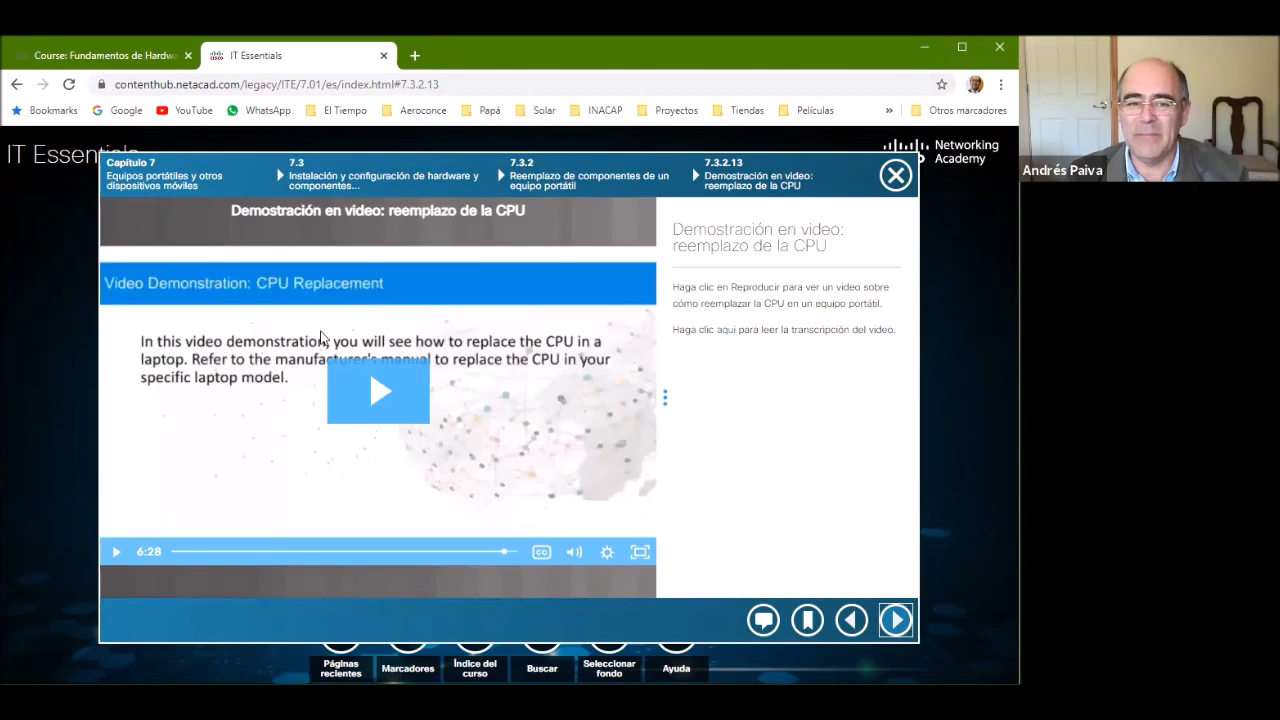 Course: Fundamentos de Hardwa
IT Essentials
contenthub.netacad.com/legacy/ITE/7.01/es/index.html#7.3.2.13
Bookmarks
Google
YouTube
WhatsApp
El Tiempo
Aeroconce
Papá
Solar
INACAP
Proyectos
Tiendas
Películas
»
Otros marcadores
IT Essentials
Networking
Academy
Capítulo 7
Equipos portátiles y otros
dispositivos móviles
7.3
Instalación y configuración de hardware y
componentes...
7.3.2
Reemplazo de componentes de un
equipo portátil
7.3.2.13
Demostración en video:
reemplazo de la CPU
Demostración en video: reemplazo de la CPU
Video Demonstration: CPU Replacement
In this video demonstration, you will see how to replace the CPU in a
laptop. Refer to the manufacturer's manual to replace the CPU in your
specific laptop model.
6:28
CC
Demostración en video:
reemplazo de la CPU
Haga clic en Reproducir para ver un video sobre
cómo reemplazar la CPU en un equipo portátil.
Haga clic aquí para leer la transcripción del video.
Páginas
recientes
Marcadores
Índice del
curso
Buscar
Seleccionar
fondo
Ayuda
Andrés Paiva